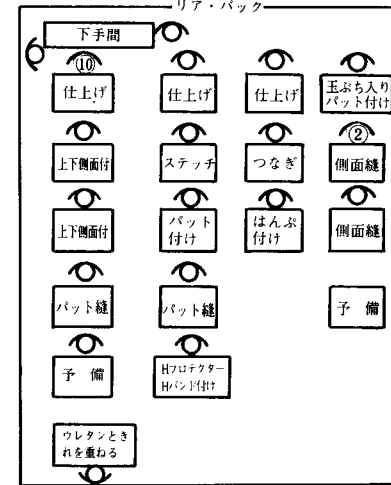 リア・バック
下手間
⑩
仕上げ
仕上げ
仕上げ
玉ぶち入り
パット付け
②
上下側面付
ステッチ
つなぎ
側面縫
上下側面付
パット
付け
はんぷ
付け
側面縫
パット縫
パット縫
予備
予備
Hプロテクター
Hバンド付け
ウレタンとき
れを重ねる